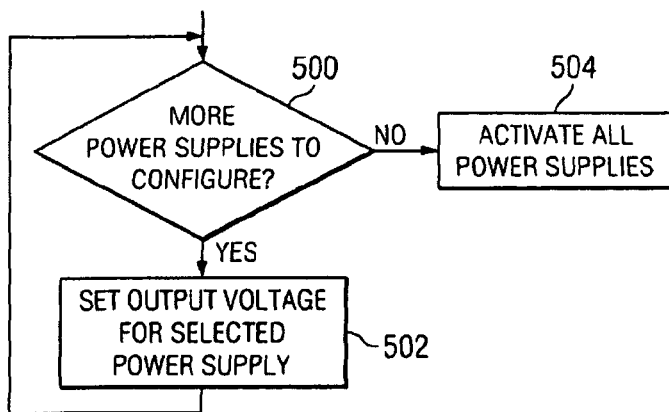 500
504
MORE
POWER SUPPLIES TO
CONFIGURE?
NO
ACTIVATE ALL
POWER SUPPLIES
YES
SET OUTPUT VOLTAGE
FOR SELECTED
POWER SUPPLY
502